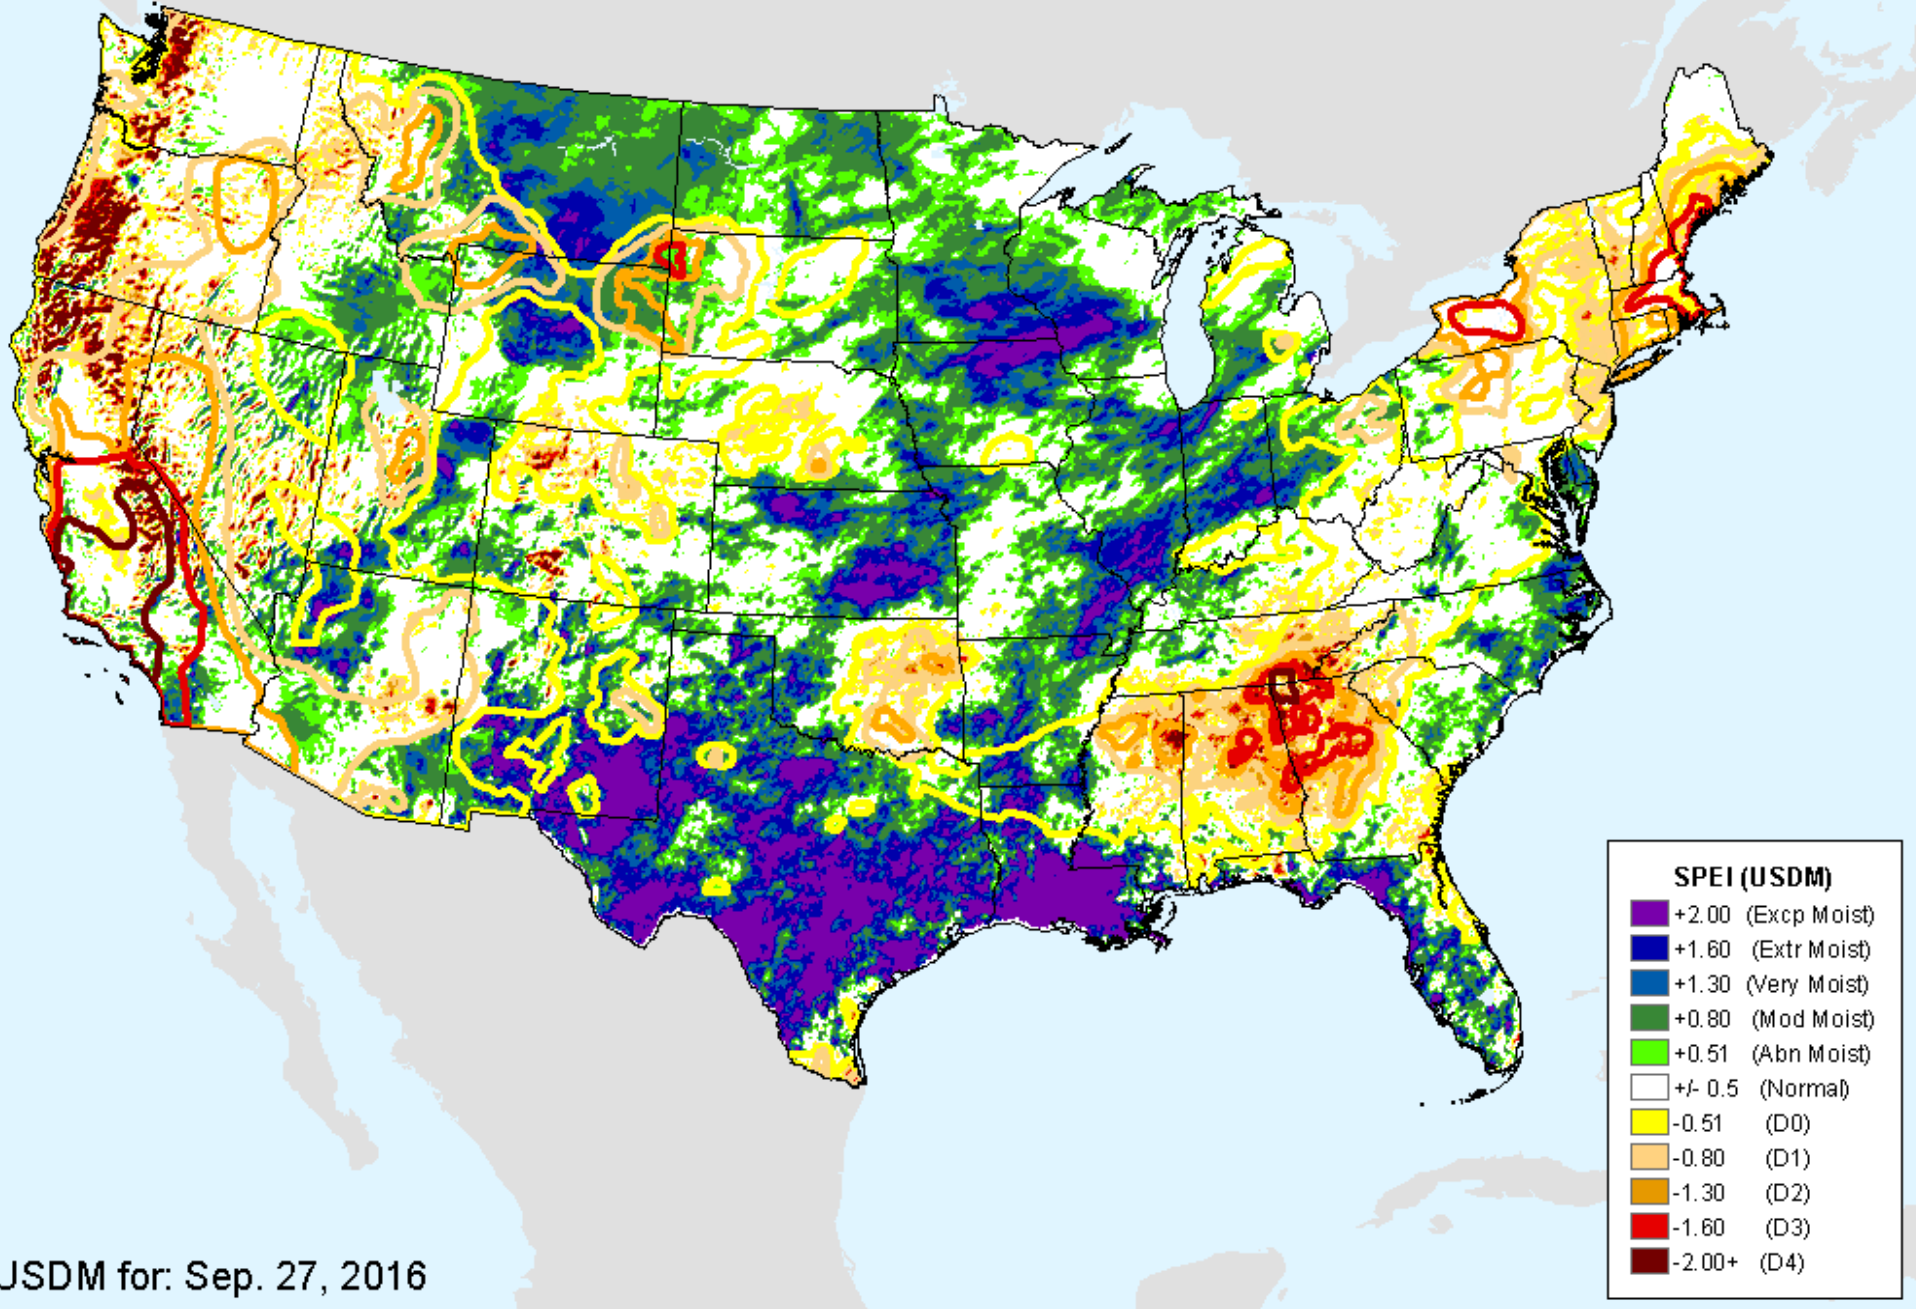 SPEI (USDM)
+2.00 (Excp Moist)
+1.60 (Extr Moist)
+1.30 (Very Moist)
+0.80 (Mod Moist)
+0.51 (Abn Moist)
+/- 0.5 (Normal)
-0.51 (D0)
-0.80 (D1)
-1.30 (D2)
-1.60 (D3)
-2.00+ (D4)
USDM for: Sep. 27, 2016